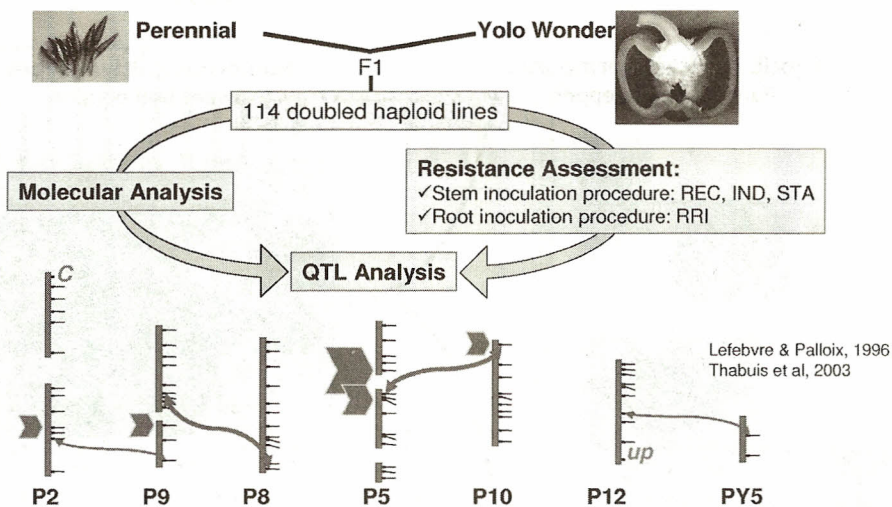 Perennial
Yolo Wonder
F1
114 doubled haploid lines
Molecular Analysis
Resistance Assessment:
✓Stem inoculation procedure: REC, IND, STA
✓Root inoculation procedure: RRI
QTL Analysis
C
Lefebvre & Palloix, 1996
Thabuis et al, 2003
up
P2 P9 P8 P5 P10 P12 PY5